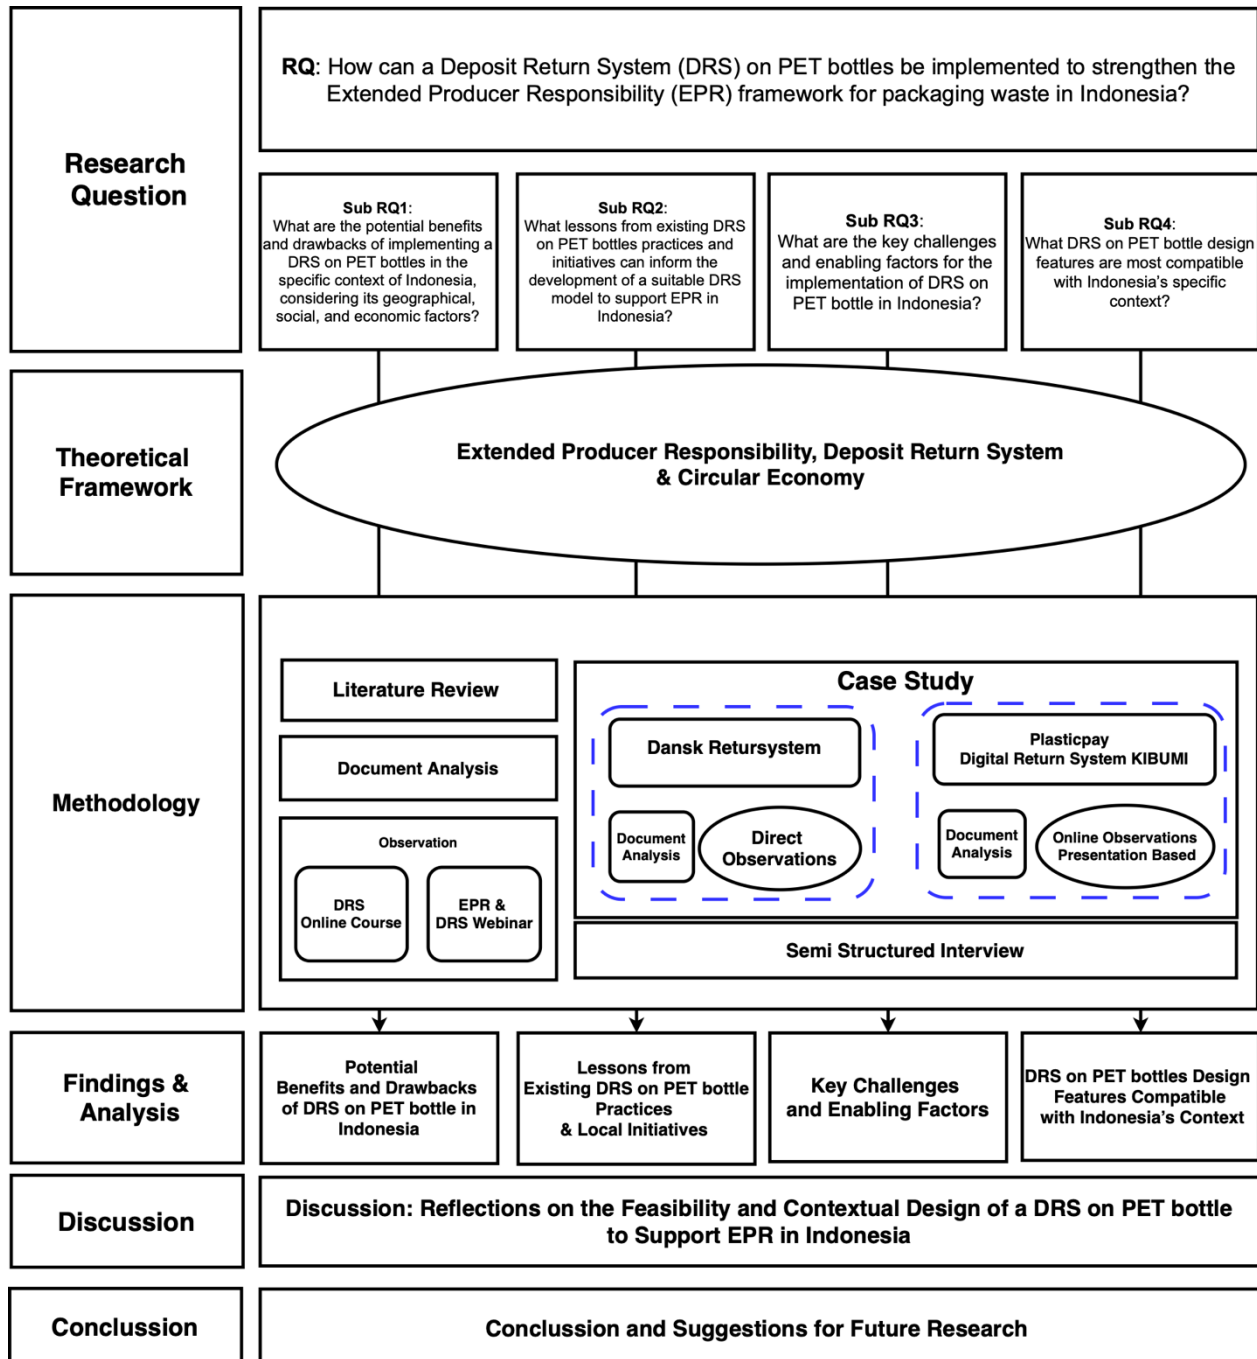 Research
Question
RQ: How can a Deposit Return System (DRS) on PET bottles be implemented to strengthen the
Extended Producer Responsibility (EPR) framework for packaging waste in Indonesia?
Sub RQ1:
What are the potential benefits
and drawbacks of implementing a
DRS on PET bottles in the
specific context of Indonesia,
considering its geographical,
social, and economic factors?
Sub RQ2:
What lessons from existing DRS
on PET bottles practices and
initiatives can inform the
development of a suitable DRS
model to support EPR in
Indonesia?
Sub RQ3:
What are the key challenges
and enabling factors for the
implementation of DRS on
PET bottle in Indonesia?
Sub RQ4:
What DRS on PET bottle design
features are most compatible
with Indonesia's specific
context?
Theoretical
Framework
Extended Producer Responsibility, Deposit Return System
& Circular Economy
Methodology
Literature Review
Document Analysis
Observation
DRS
Online Course
EPR &
DRS Webinar
Case Study
Dansk Retursystem
Document
Analysis
Direct
Observations
Plasticpay
Digital Return System KIBUMI
Document
Analysis
Online Observations
Presentation Based
Semi Structured Interview
Findings &
Analysis
Potential
Benefits and Drawbacks
of DRS on PET bottle in
Indonesia
Lessons from
Existing DRS on PET bottle
Practices
& Local Initiatives
Key Challenges
and Enabling Factors
DRS on PET bottles Design
Features Compatible
with Indonesia's Context
Discussion
Discussion: Reflections on the Feasibility and Contextual Design of a DRS on PET bottle
to Support EPR in Indonesia
Conclussion
Conclussion and Suggestions for Future Research